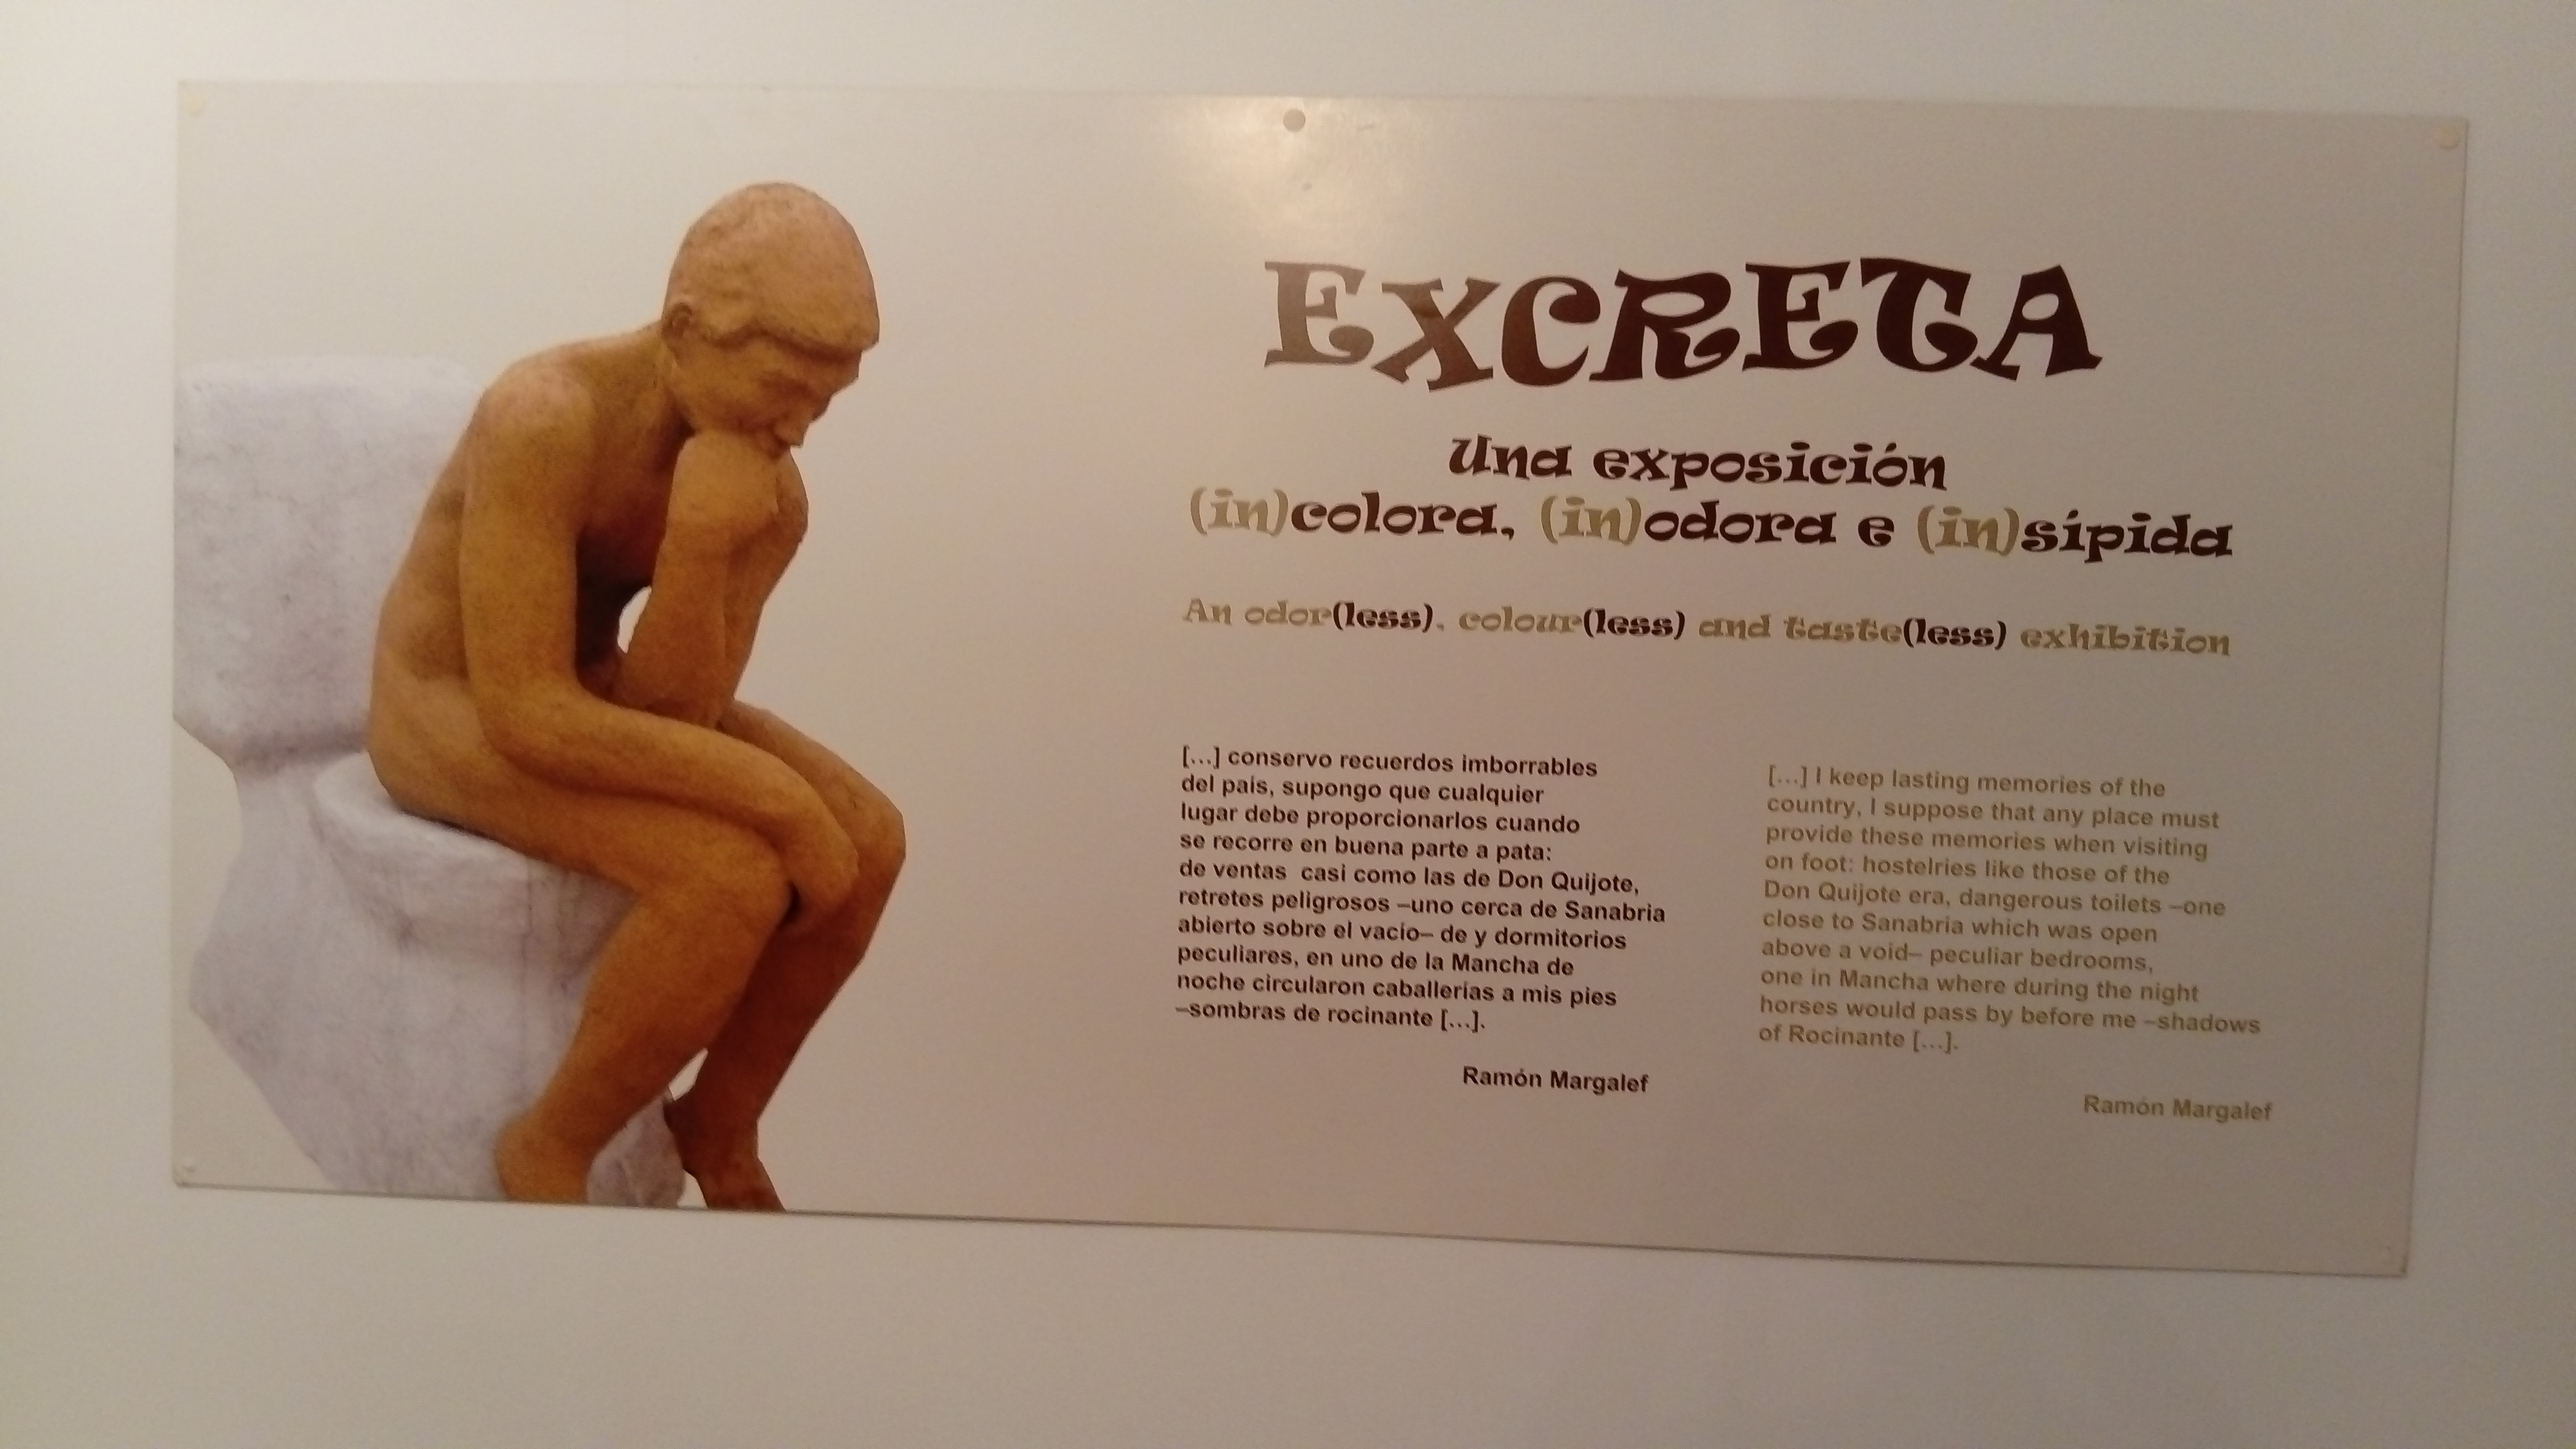 EXCRETA
Una exposición
(in)colora, (in)odora e (in)sípida
An odor(less), colour(less) and taste(less) exhibition
[...] conservo recuerdos imborrables
del país, supongo que cualquier
lugar debe proporcionarlos cuando
se recorre en buena parte a pata:
de ventas casi como las de Don Quijote,
retretes peligrosos –uno cerca de Sanabria
abierto sobre el vacío– de y dormitorios
peculiares, en uno de la Mancha de
noche circularon caballerías a mis pies
–sombras de rocinante [...].
Ramón Margalef
[...] I keep lasting memories of the
country, I suppose that any place must
provide these memories when visiting
on foot: hostelries like those of the
Don Quijote era, dangerous toilets –one
close to Sanabria which was open
above a void– peculiar bedrooms,
one in Mancha where during the night
horses would pass by before me –shadows
of Rocinante [...].
Ramón Margalef